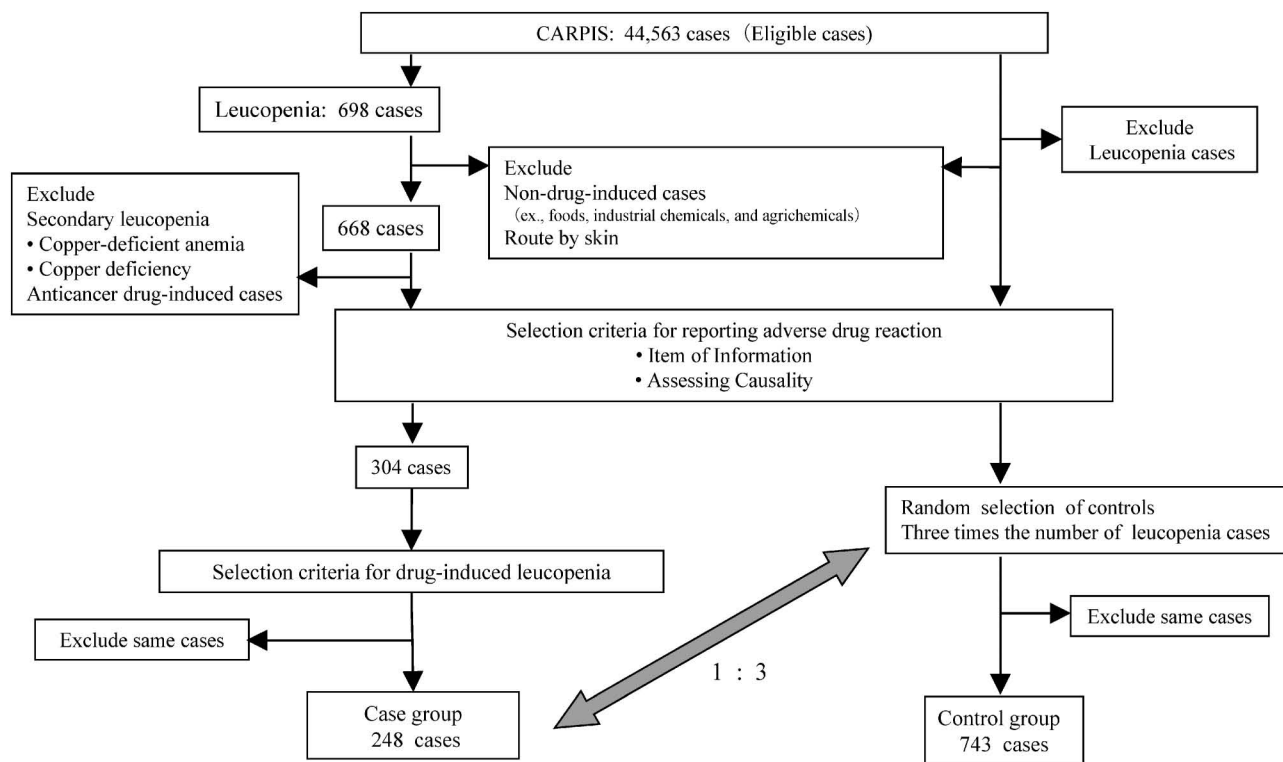 CARPIS: 44,563 cases （Eligible cases）
Leucopenia: 698 cases
Exclude
Leucopenia cases
Exclude
Non-drug-induced cases
（ex., foods, industrial chemicals, and agrichemicals）
Route by skin
Exclude
Secondary leucopenia
• Copper-deficient anemia
• Copper deficiency
Anticancer drug-induced cases
668 cases
Selection criteria for reporting adverse drug reaction
• Item of Information
• Assessing Causality
304 cases
Random selection of controls
Three times the number of leucopenia cases
Selection criteria for drug-induced leucopenia
Exclude same cases
Exclude same cases
1 : 3
Case group
248 cases
Control group
743 cases